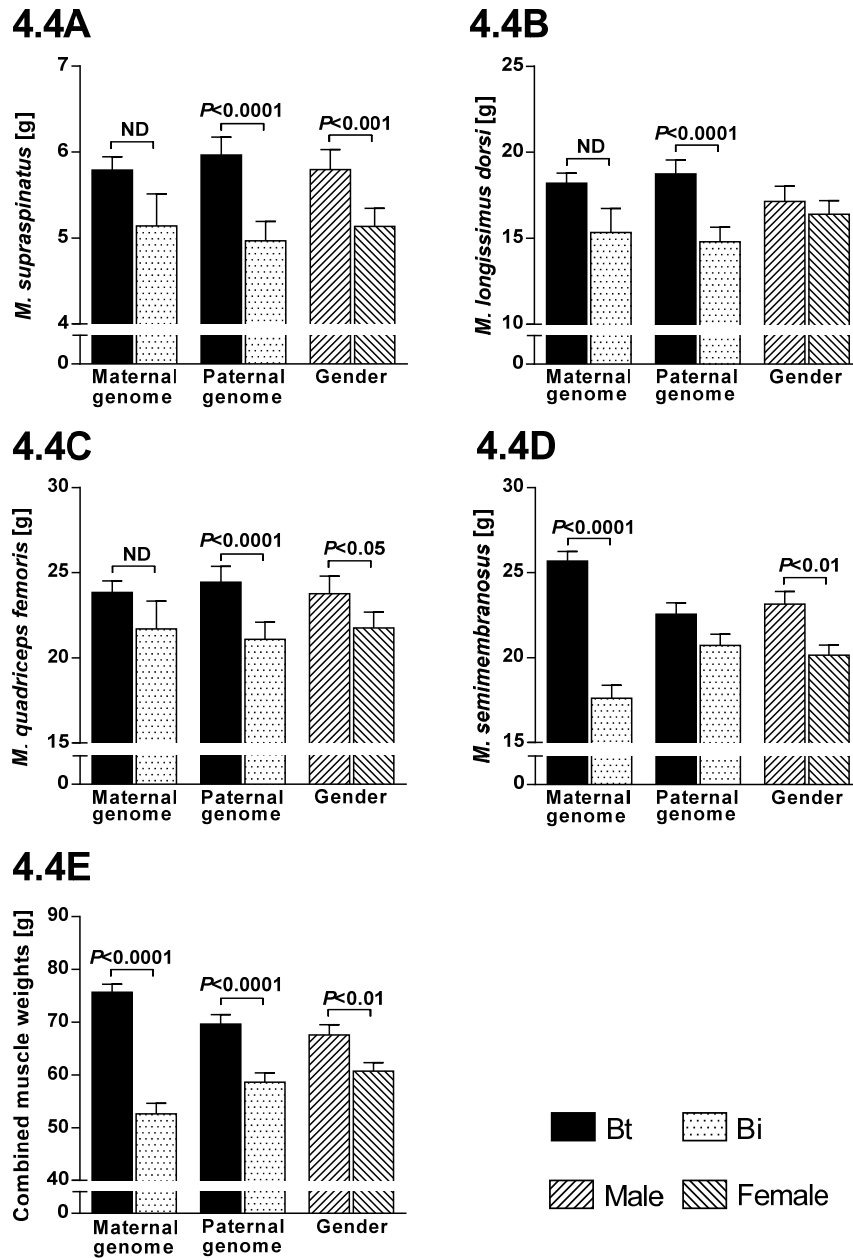 4.4A
M. supraspinatus [g]
7
6
5
4
0
ND
P<0.0001
P<0.001
Maternal genome
Paternal genome
Gender
4.4B
M. longissimus dorsi [g]
25
20
15
10
0
ND
P<0.0001
Maternal genome
Paternal genome
Gender
4.4C
M. quadriceps femoris [g]
30
25
20
15
0
ND
P<0.0001
P<0.05
Maternal genome
Paternal genome
Gender
4.4D
M. semimembranosus [g]
30
25
20
15
0
P<0.0001
P<0.01
Maternal genome
Paternal genome
Gender
4.4E
Combined muscle weights [g]
90
80
70
60
50
40
0
P<0.0001
P<0.0001
P<0.01
Maternal genome
Paternal genome
Gender
Bt
Bi
Male
Female